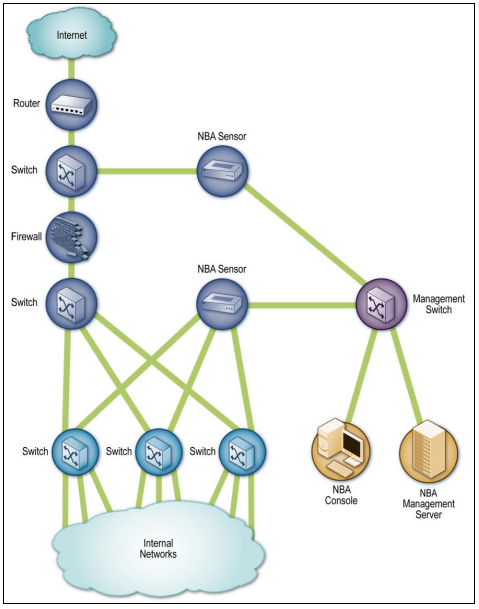 Internet
Router
NBA Sensor
Switch
Firewall
NBA Sensor
Switch
Management
Switch
Switch
Switch
Switch
NBA
Console
NBA
Management
Server
Internal
Networks